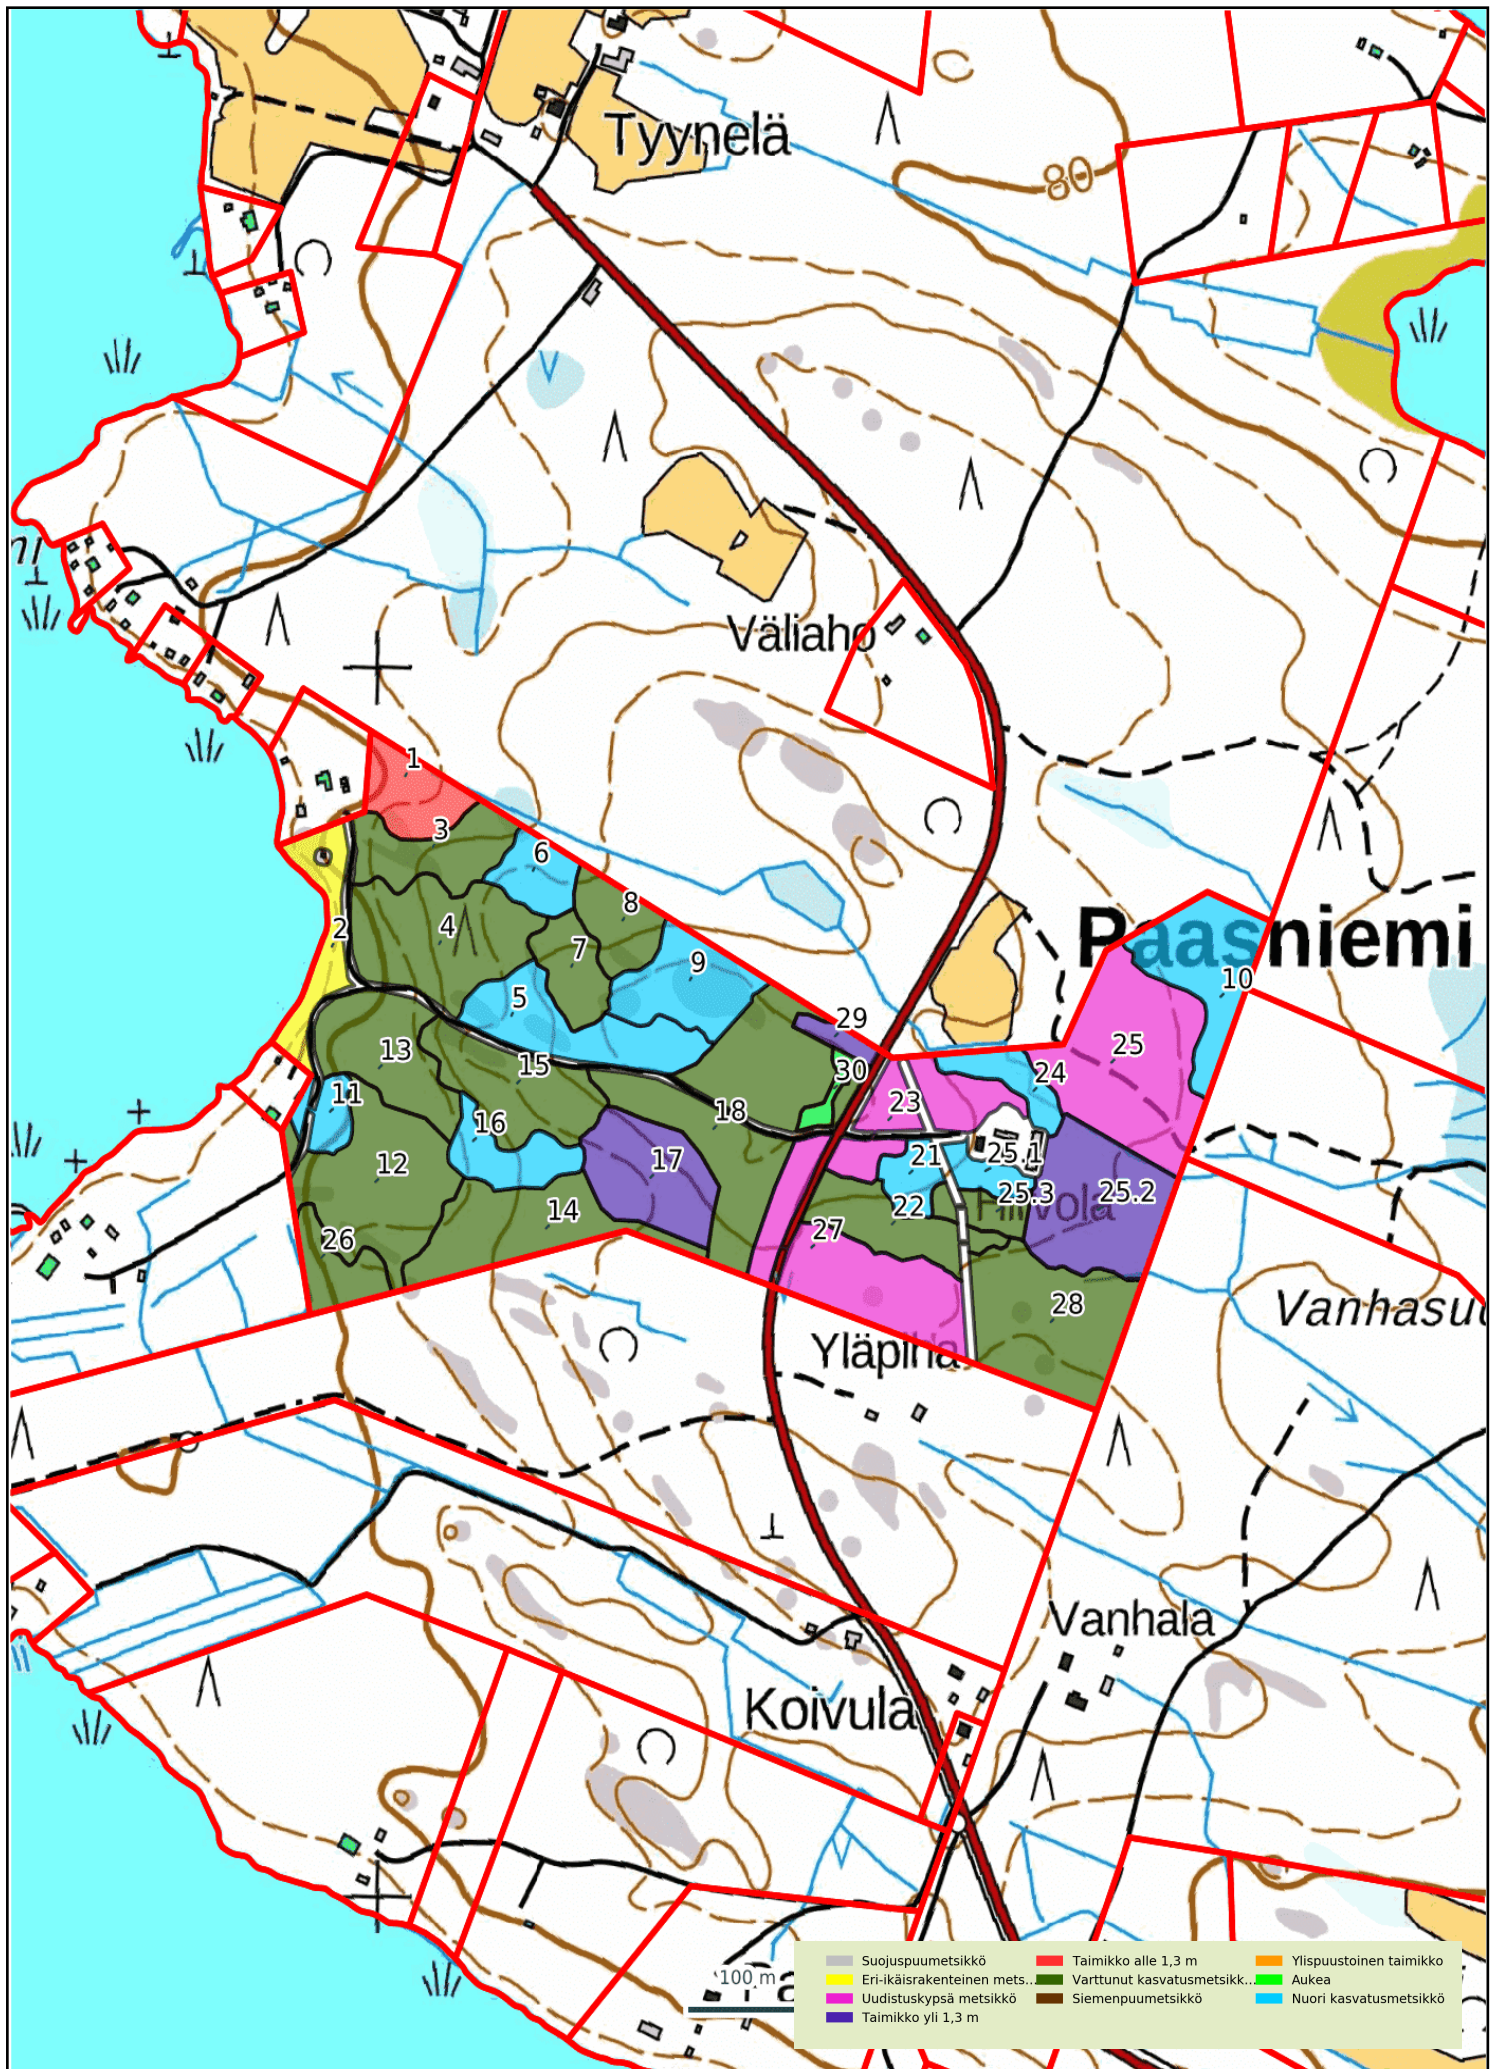 Tyynelä
80
Väliaho
1
3
6
8
2
4
7
9
5
Paasniemi
10
29
25
13
15
30
24
11
23
16
18
21
25.1
12
17
25.3
25.2
14
22
26
27
Hiivola
28
Vanhasu
Yläpiha
Vanhala
Koivula
100 m
Suojuspuumetsikkö
Taimikko alle 1,3 m
Ylispuustoinen taimikko
Eri-ikäisrakenteinen mets...
Varttunut kasvatusmetsikk...
Aukea
Uudistuskypsä metsikkö
Siemenpuumetsikkö
Nuori kasvatusmetsikkö
Taimikko yli 1,3 m